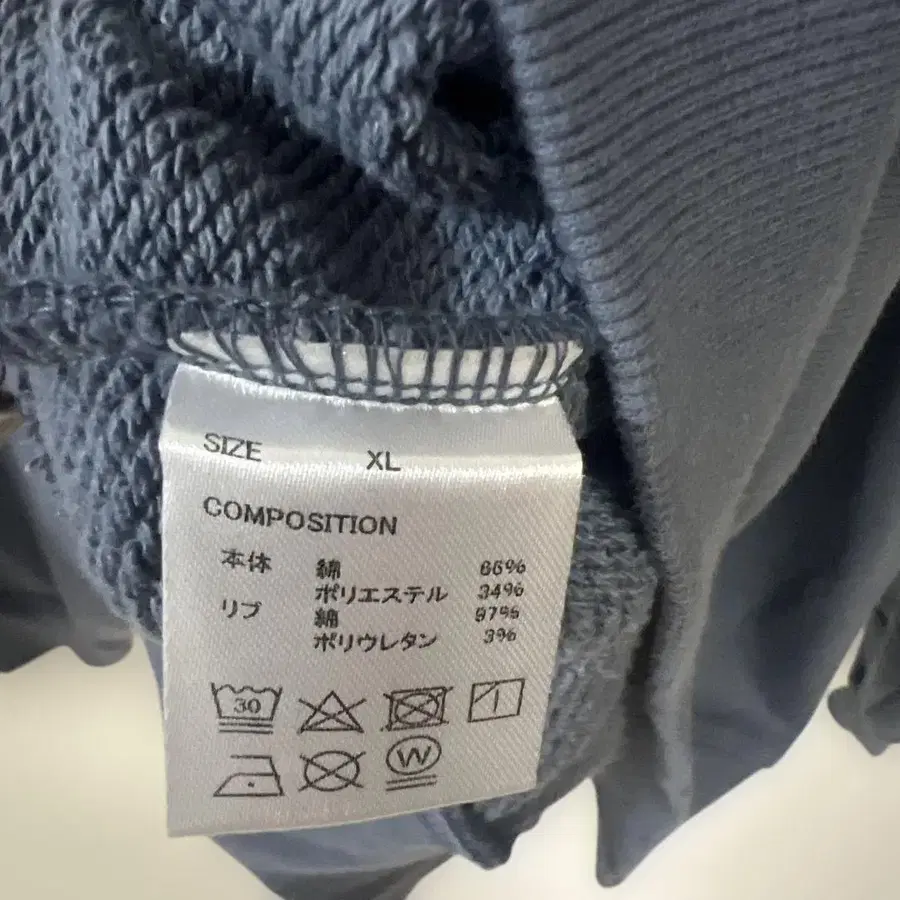 SIZE XL
COMPOSITION
本体 綿 66%
ポリエステル 34%
リブ 綿 97%
ポリウレタン 3%
30
W